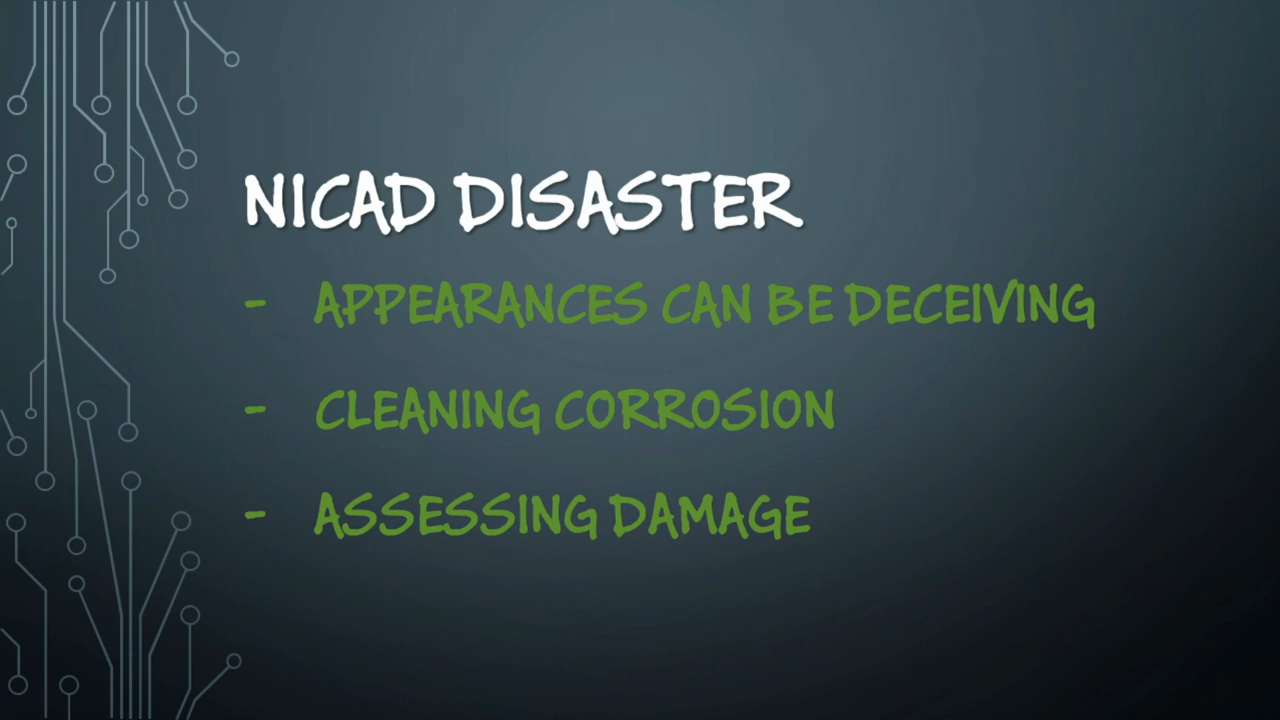 NICAD DISASTER
- APPEARANCES CAN BE DECEIVING
- CLEANING CORROSION
- ASSESSING DAMAGE